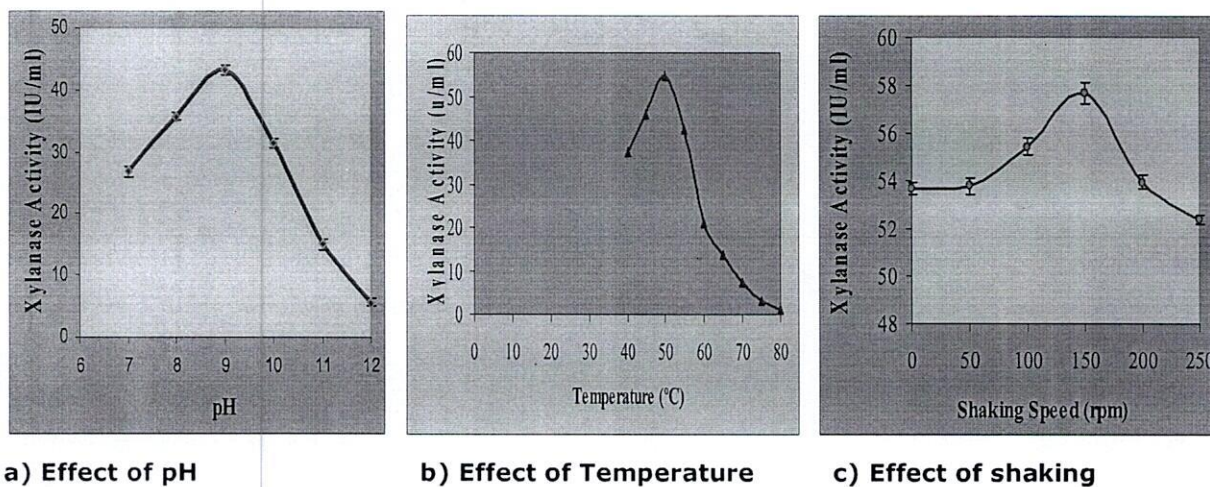 50
40
30
20
10
0
6 7 8 9 10 11 12
Xylanase Activity (IU/ml)
pH
60
50
40
30
20
10
0
0 10 20 30 40 50 60 70 80
Xylanase Activity (u/ml)
Temperature (°C)
60
58
56
54
52
50
48
0 50 100 150 200 250
Xylanase Activity (IU/ml)
Shaking Speed (rpm)
a) Effect of pH
b) Effect of Temperature
c) Effect of shaking